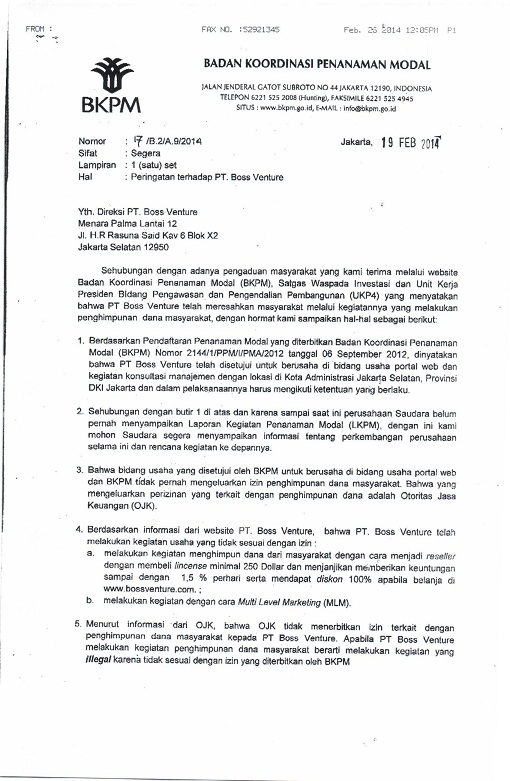 FROM : FAX NO. :52921345 Feb. 26 2014 12:05PM P1
BKPM
BADAN KOORDINASI PENANAMAN MODAL
JALAN JENDERAL GATOT SUBROTO NO 44 JAKARTA 12190, INDONESIA
TELEPON 6221 525 2008 (Hunting), FAKSIMILE 6221 525 4945
SITUS : www.bkpm.go.id, E-MAIL : info@bkpm.go.id
Nomor : 17 /B.2/A.9/2014 Jakarta, 19 FEB 2014
Sifat : Segera
Lampiran : 1 (satu) set
Hal : Peringatan terhadap PT. Boss Venture
Yth. Direksi PT. Boss Venture
Menara Palma Lantai 12
Jl. H.R Rasuna Said Kav 6 Blok X2
Jakarta Selatan 12950
Sehubungan dengan adanya pengaduan masyarakat yang kami terima melalui website
Badan Koordinasi Penanaman Modal (BKPM), Satgas Waspada Investasi dan Unit Kerja
Presiden Bidang Pengawasan dan Pengendalian Pembangunan (UKP4) yang menyatakan
bahwa PT Boss Venture telah meresahkan masyarakat melalui kegiatannya yang melakukan
penghimpunan dana masyarakat, dengan hormat kami sampaikan hal-hal sebagai berikut:
1. Berdasarkan Pendaftaran Penanaman Modal yang diterbitkan Badan Koordinasi Penanaman
Modal (BKPM) Nomor 2144/1/PPM/I/PMA/2012 tanggal 06 September 2012, dinyatakan
bahwa PT Boss Venture telah disetujui untuk berusaha di bidang usaha portal web dan
kegiatan konsultasi manajemen dengan lokasi di Kota Administrasi Jakarta Selatan, Provinsi
DKI Jakarta dan dalam pelaksanaannya harus mengikuti ketentuan yang berlaku.
2. Sehubungan dengan butir 1 di atas dan karena sampai saat ini perusahaan Saudara belum
pernah menyampaikan Laporan Kegiatan Penanaman Modal (LKPM), dengan ini kami
mohon Saudara segera menyampaikan informasi tentang perkembangan perusahaan
selama ini dan rencana kegiatan ke depannya.
3. Bahwa bidang usaha yang disetujui oleh BKPM untuk berusaha di bidang usaha portal web
dan BKPM tidak pernah mengeluarkan izin penghimpunan dana masyarakat. Bahwa yang
mengeluarkan perizinan yang terkait dengan penghimpunan dana adalah Otoritas Jasa
Keuangan (OJK).
4. Berdasarkan informasi dari website PT. Boss Venture, bahwa PT. Boss Venture telah
melakukan kegiatan usaha yang tidak sesuai dengan izin :
a. melakukan kegiatan menghimpun dana dari masyarakat dengan cara menjadi reseller
dengan membeli lincense minimal 250 Dollar dan menjanjikan memberikan keuntungan
sampai dengan 1,5 % perhari serta mendapat diskon 100% apabila belanja di
www.bossventure.com. ;
b. melakukan kegiatan dengan cara Multi Level Marketing (MLM).
5. Menurut informasi dari OJK, bahwa OJK tidak menerbitkan izin terkait dengan
penghimpunan dana masyarakat kepada PT Boss Venture. Apabila PT Boss Venture
melakukan kegiatan penghimpunan dana masyarakat berarti melakukan kegiatan yang
illegal karena tidak sesuai dengan izin yang diterbitkan oleh BKPM